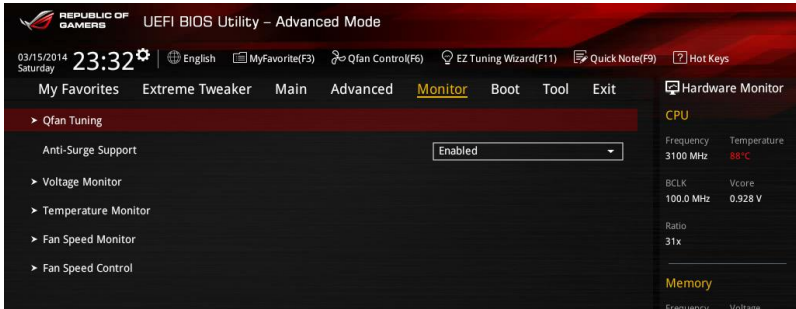 REPUBLIC OF
GAMERS
UEFI BIOS Utility – Advanced Mode
03/15/2014
Saturday
23:32
English
MyFavorite(F3)
Qfan Control(F6)
EZ Tuning Wizard(F11)
Quick Note(F9)
? Hot Keys
My Favorites
Extreme Tweaker
Main
Advanced
Monitor
Boot
Tool
Exit
Hardware Monitor
> Qfan Tuning
Anti-Surge Support
Enabled
> Voltage Monitor
> Temperature Monitor
> Fan Speed Monitor
> Fan Speed Control
CPU
Frequency Temperature
3100 MHz 88°C
BCLK Vcore
100.0 MHz 0.928 V
Ratio
31x
Memory
Frequency Voltage